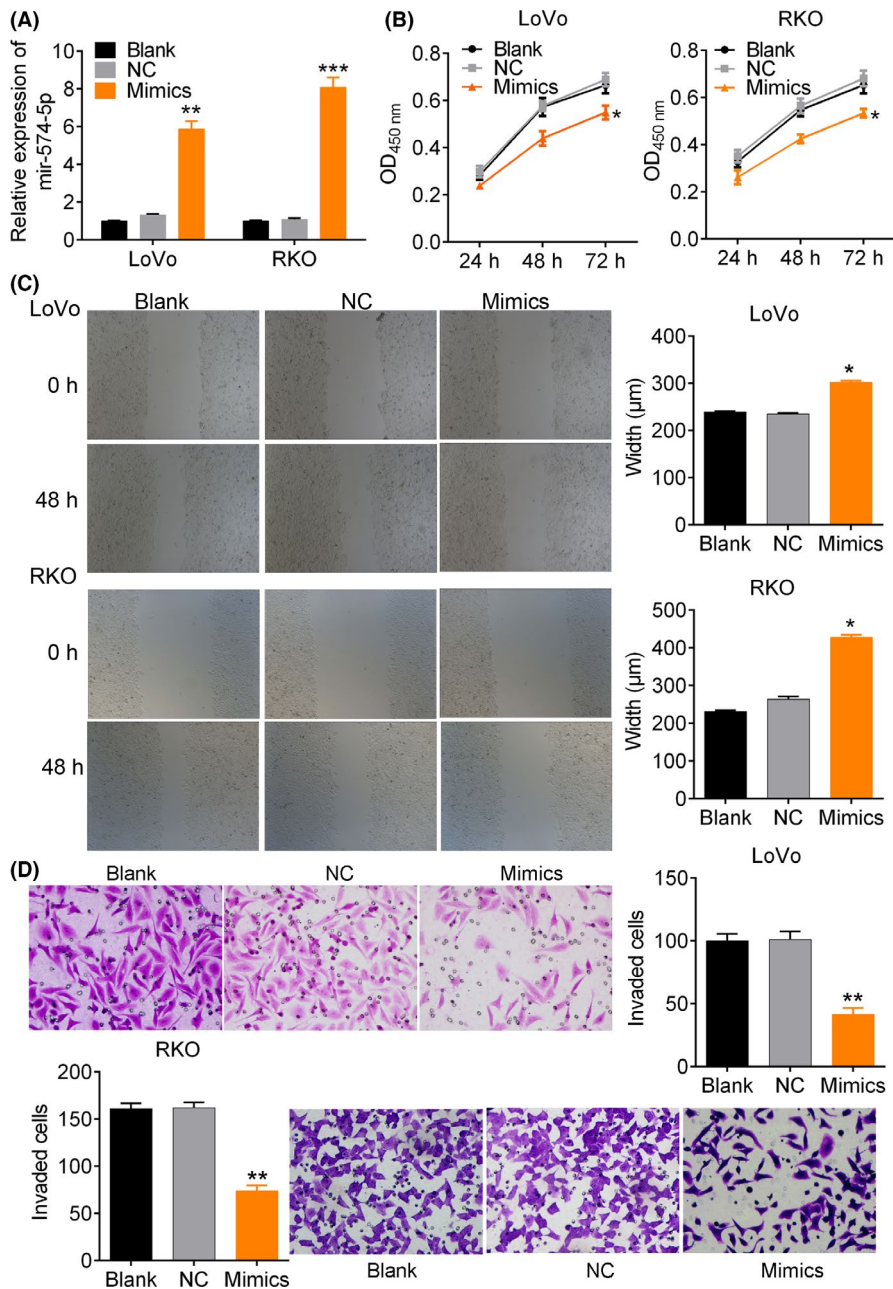 (A)
Relative expression of
mir-574-5p
10
8
6
4
2
0
Blank
NC
Mimics
**
***
LoVo
RKO
(B)
LoVo
OD450 nm
0.8
0.6
0.4
0.2
0.0
Blank
NC
Mimics
*
24 h
48 h
72 h
RKO
OD450 nm
0.8
0.6
0.4
0.2
0.0
Blank
NC
Mimics
*
24 h
48 h
72 h
(C)
LoVo
Blank
NC
Mimics
0 h
48 h
RKO
0 h
48 h
LoVo
Width (µm)
400
300
200
100
0
*
Blank
NC
Mimics
RKO
Width (µm)
500
400
300
200
100
0
*
Blank
NC
Mimics
(D)
Blank
NC
Mimics
LoVo
Invaded cells
150
100
50
0
**
Blank
NC
Mimics
RKO
Invaded cells
200
150
100
50
0
**
Blank
NC
Mimics
Blank
NC
Mimics